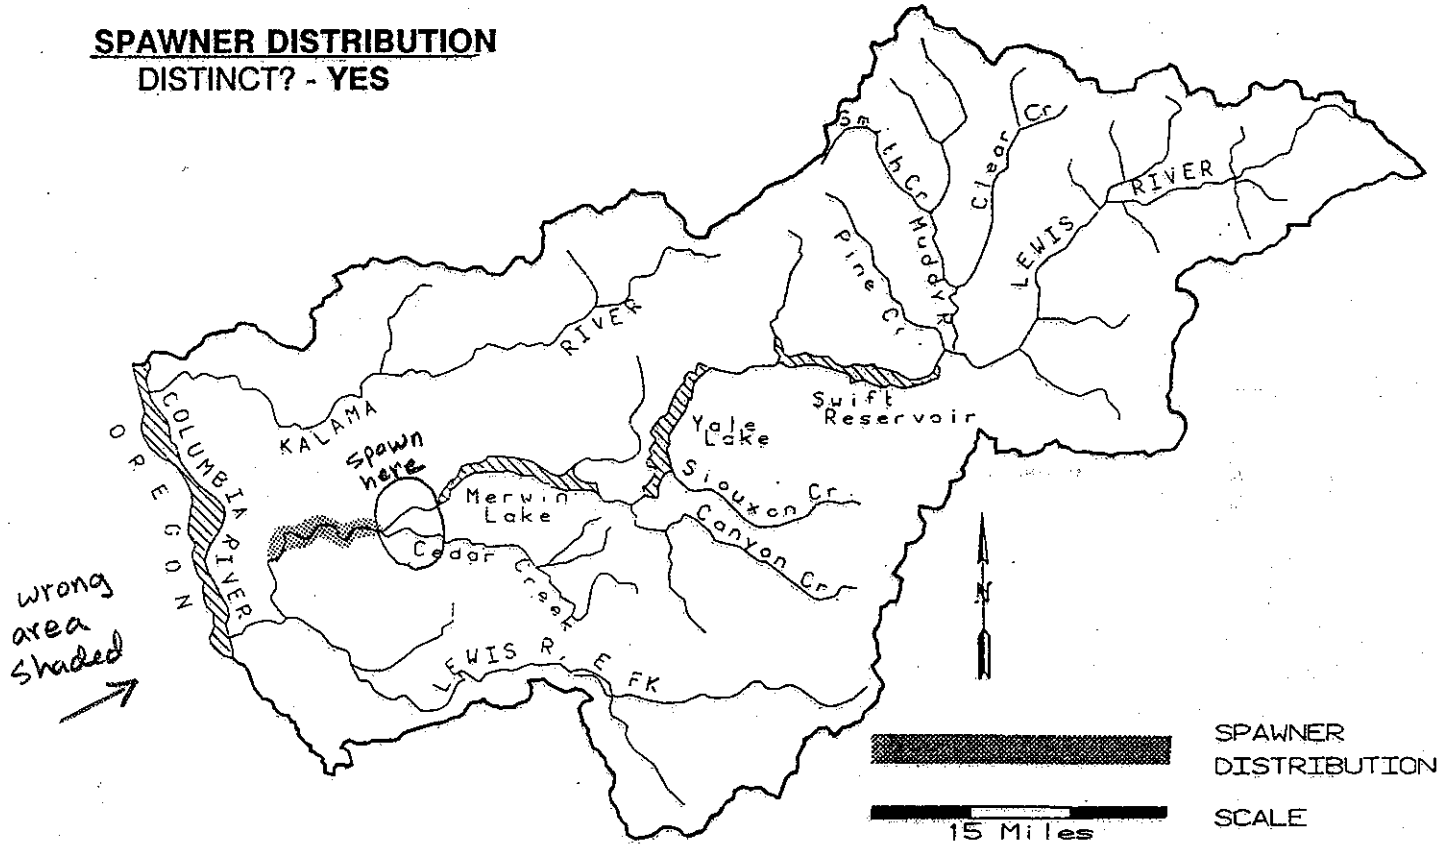 SPAWNER DISTRIBUTION
DISTINCT? - YES
Smith Cr
Clear Cr
Muddy R
Pine Cr
LEWIS RIVER
RIVER
KALAMA
COLUMBIA RIVER
OREGON
Swift
Reservoir
Yale
Lake
Siouxon Cr
Merwin
Lake
Canyon Cr
Cedar Creek
spawn
here
wrong
area
shaded
LEWIS R, E FK
N
SPAWNER
DISTRIBUTION
SCALE
15 Miles